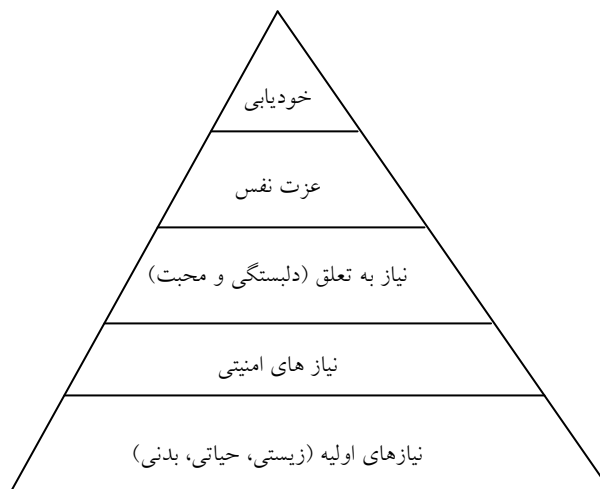 خودیابی
عزت نفس
نیاز به تعلق (دلبستگی و محبت)
نیاز های امنیتی
نیازهای اولیه (زیستی، حیاتی، بدنی)